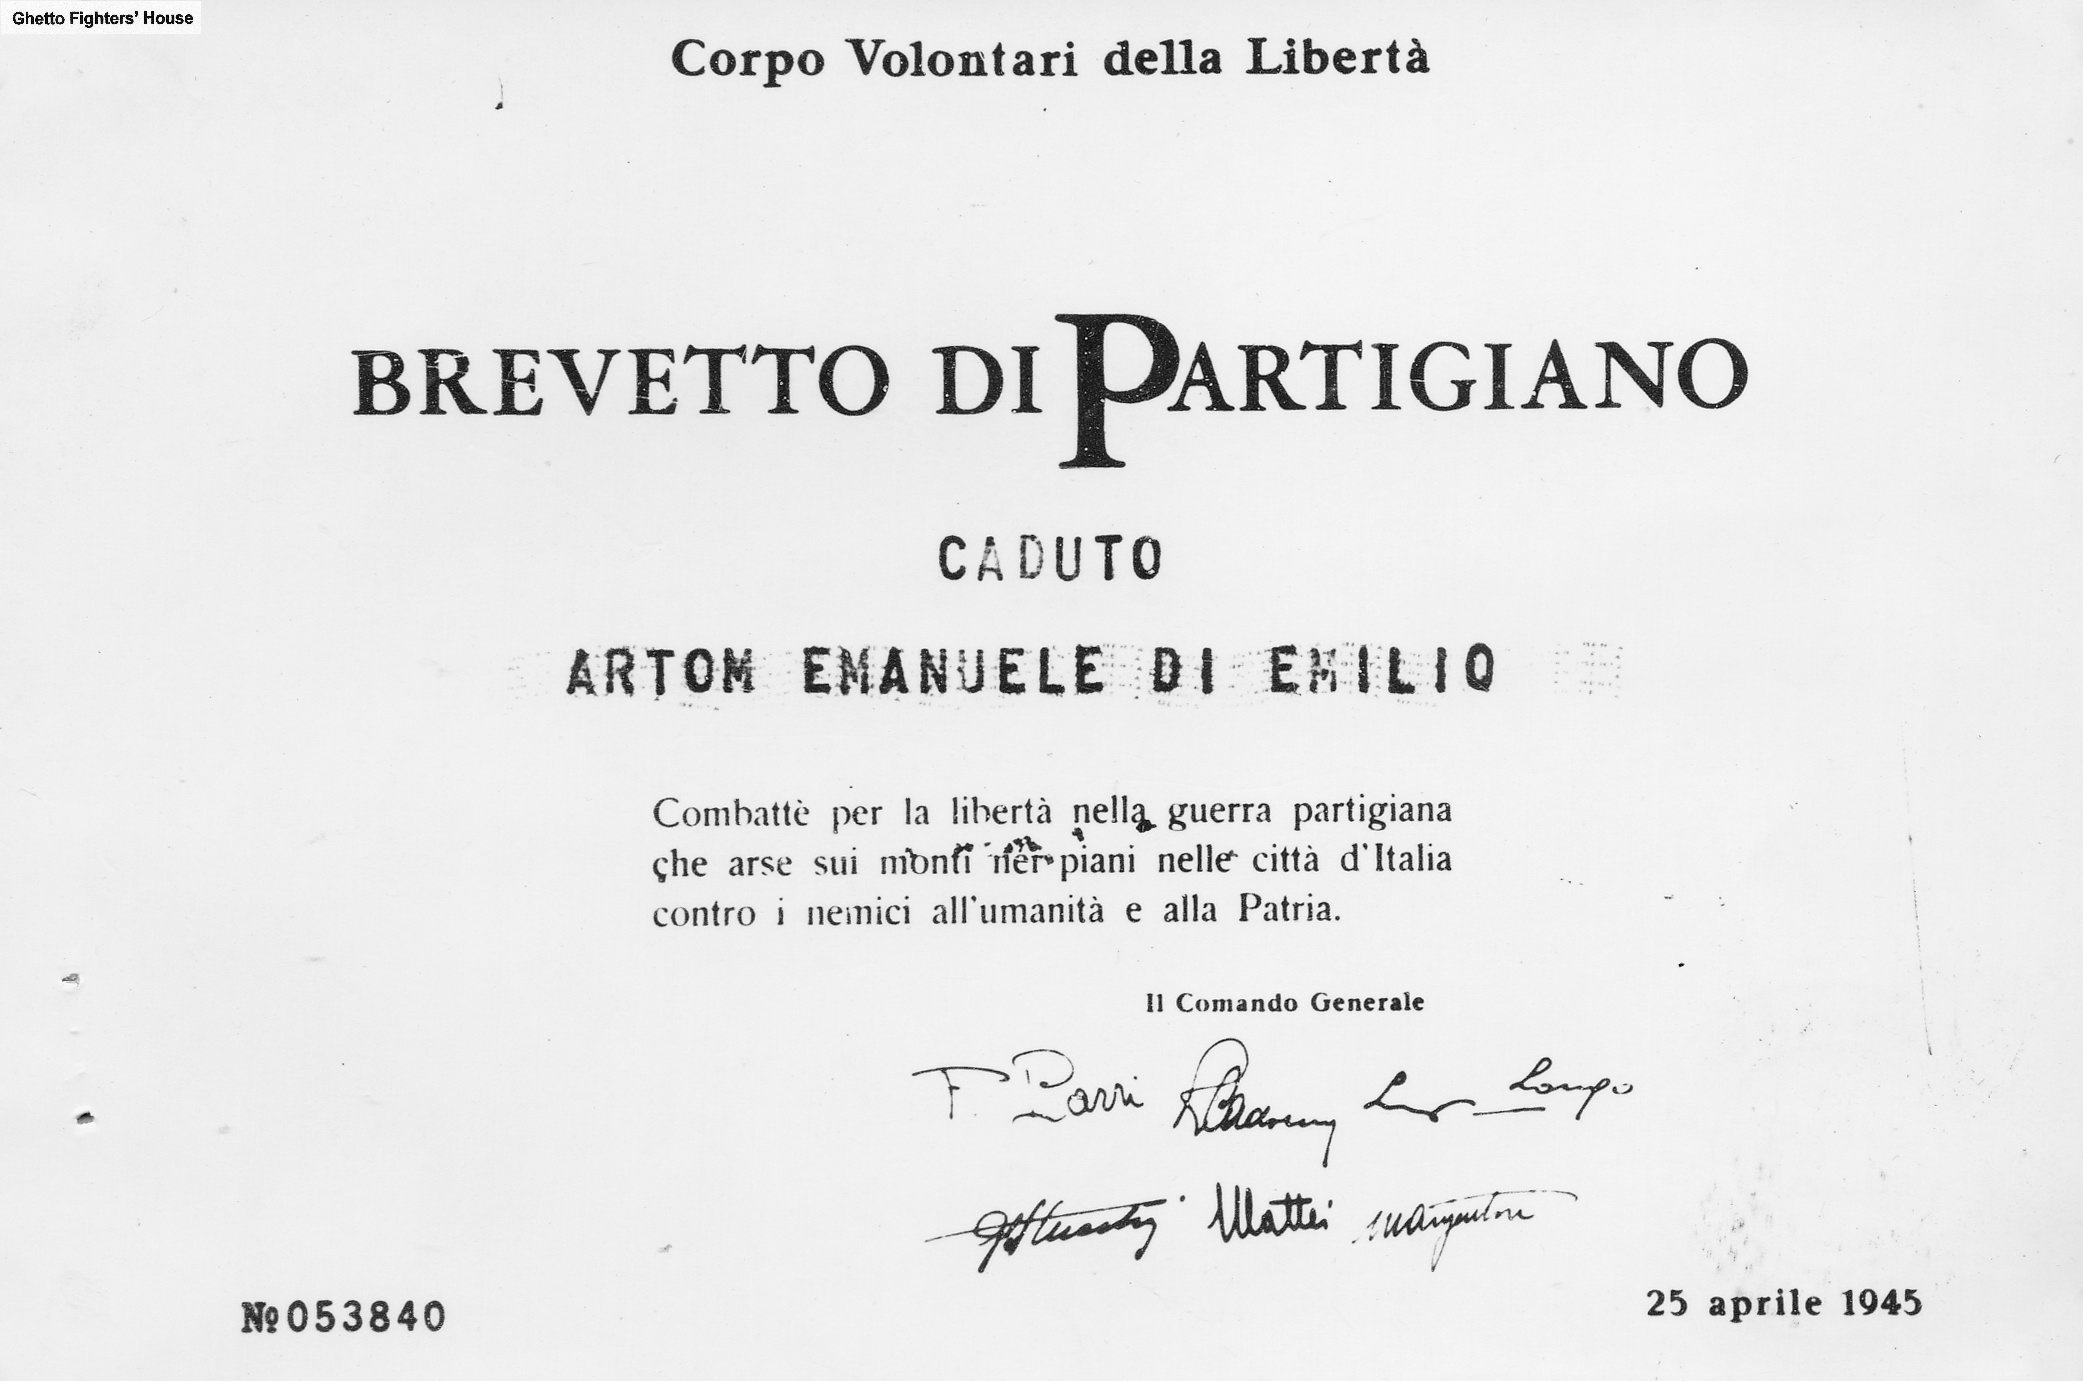 Ghetto Fighters' House
Corpo Volontari della Libertà
BREVETTO DI PARTIGIANO
CADUTO
ARTOM EMANUELE DI EMILIO
Combattè per la libertà nella guerra partigiana
che arse sui monti nei piani nelle città d'Italia
contro i nemici all'umanità e alla Patria.
Il Comando Generale
F. Parri Luigi Longo
Mattei
№053840
25 aprile 1945